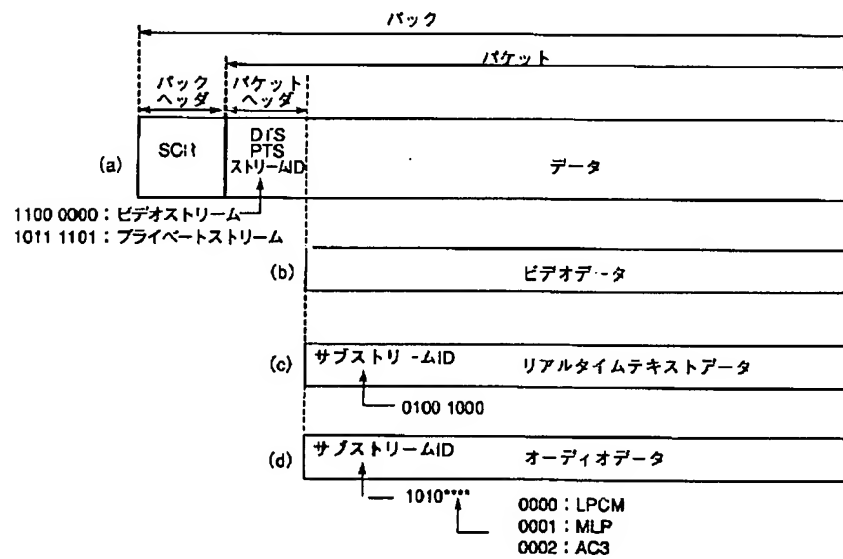 パック
パケット
パック
ヘッダ
パケット
ヘッダ
(a)
SCR
DTS
PTS
ストリームID
データ
1100 0000：ビデオストリーム
1011 1101：プライベートストリーム
(b)
ビデオデータ
(c)
サブストリームID
リアルタイムテキストデータ
0100 1000
(d)
サブストリームID
オーディオデータ
1010****
0000：LPCM
0001：MLP
0002：AC3